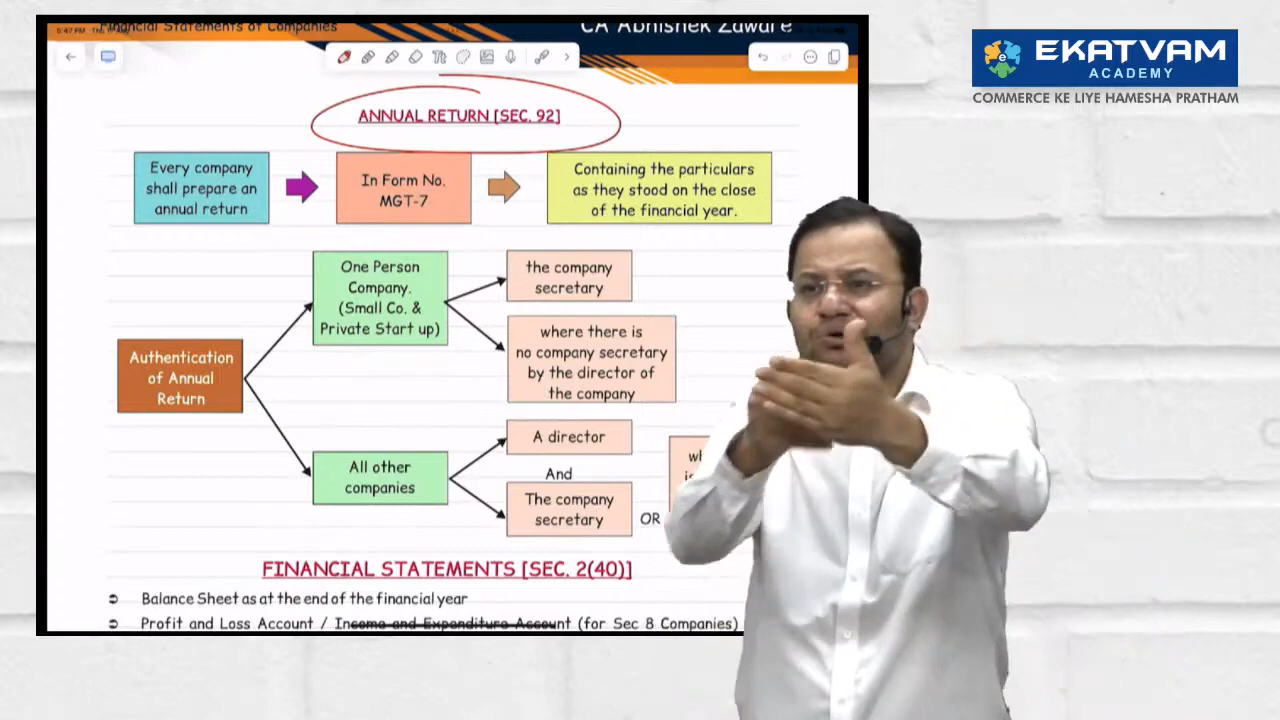 Financial Statements of Companies
CA Abhishek Zaware
5:47 PM
EKATVAM
ACADEMY
COMMERCE KE LIYE HAMESHA PRATHAM
ANNUAL RETURN [SEC. 92]
Every company
shall prepare an
annual return
In Form No.
MGT-7
Containing the particulars
as they stood on the close
of the financial year.
One Person
Company.
(Small Co. &
Private Start up)
the company
secretary
where there is
no company secretary
by the director of
the company
Authentication
of Annual
Return
All other
companies
A director
And
The company
secretary
OR
FINANCIAL STATEMENTS [SEC. 2(40)]
Balance Sheet as at the end of the financial year
Profit and Loss Account / Income and Expenditure Account (for Sec 8 Companies)